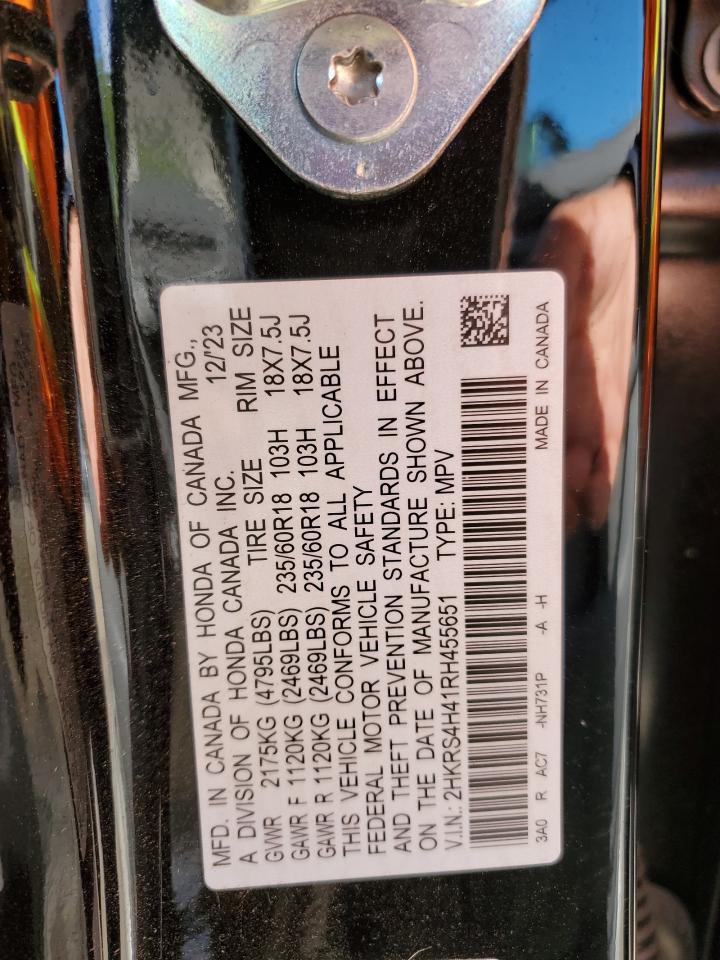 MFD. IN CANADA BY HONDA OF CANADA MFG.,
A DIVISION OF HONDA CANADA INC. 12/'23
GVWR 2175KG (4795LBS) TIRE SIZE RIM SIZE
GAWR F 1120KG (2469LBS) 235/60R18 103H 18X7.5J
GAWR R 1120KG (2469LBS) 235/60R18 103H 18X7.5J
THIS VEHICLE CONFORMS TO ALL APPLICABLE
FEDERAL MOTOR VEHICLE SAFETY
AND THEFT PREVENTION STANDARDS IN EFFECT
ON THE DATE OF MANUFACTURE SHOWN ABOVE.
V.I.N.: 2HKRS4H41RH455651 TYPE: MPV
3A0 R AC7 -NH731P -A -H MADE IN CANADA